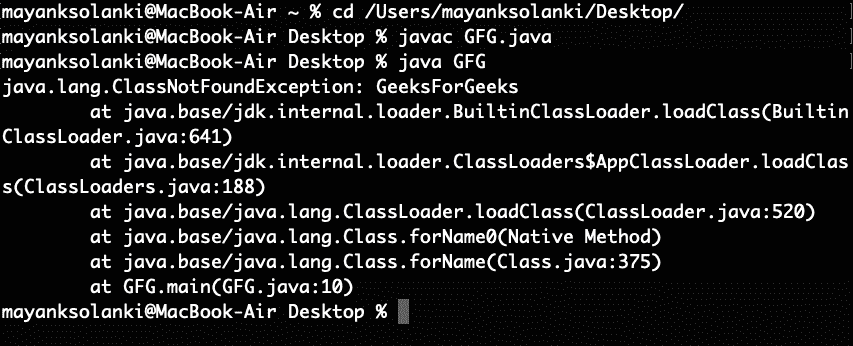 mayanksolanki@MacBook-Air ~ % cd /Users/mayanksolanki/Desktop/
mayanksolanki@MacBook-Air Desktop % javac GFG.java
mayanksolanki@MacBook-Air Desktop % java GFG
java.lang.ClassNotFoundException: GeeksForGeeks
        at java.base/jdk.internal.loader.BuiltinClassLoader.loadClass(Builtin
ClassLoader.java:641)
        at java.base/jdk.internal.loader.ClassLoaders$AppClassLoader.loadClas
s(ClassLoaders.java:188)
        at java.base/java.lang.ClassLoader.loadClass(ClassLoader.java:520)
        at java.base/java.lang.Class.forName0(Native Method)
        at java.base/java.lang.Class.forName(Class.java:375)
        at GFG.main(GFG.java:10)
mayanksolanki@MacBook-Air Desktop %